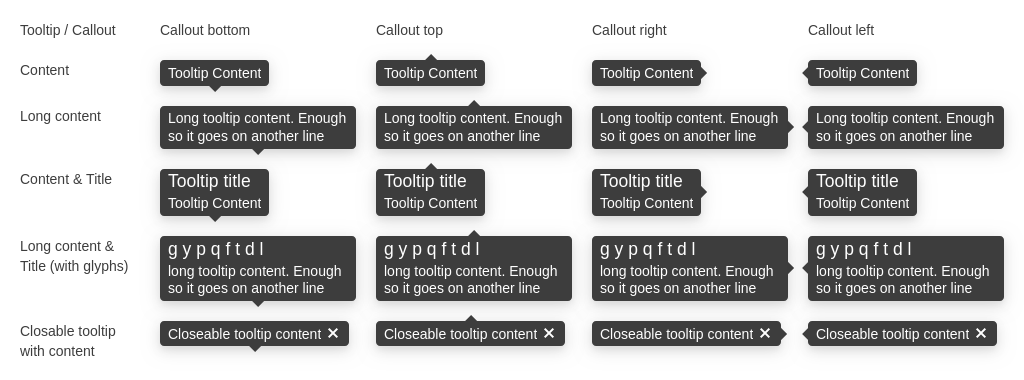 Tooltip / Callout Callout bottom Callout top Callout right Callout left
Content Tooltip Content Tooltip Content Tooltip Content Tooltip Content
Long content Long tooltip content. Enough Long tooltip content. Enough Long tooltip content. Enough Long tooltip content. Enough
so it goes on another line so it goes on another line so it goes on another line so it goes on another line
Content & Title Tooltip title Tooltip title Tooltip title Tooltip title
Tooltip Content Tooltip Content Tooltip Content Tooltip Content
Long content & g y p q f t d l g y p q f t d l g y p q f t d l g y p q f t d l
Title (with glyphs) long tooltip content. Enough long tooltip content. Enough long tooltip content. Enough long tooltip content. Enough
so it goes on another line so it goes on another line so it goes on another line so it goes on another line
Closable tooltip Closeable tooltip content ✕ Closeable tooltip content ✕ Closeable tooltip content ✕ Closeable tooltip content ✕
with content